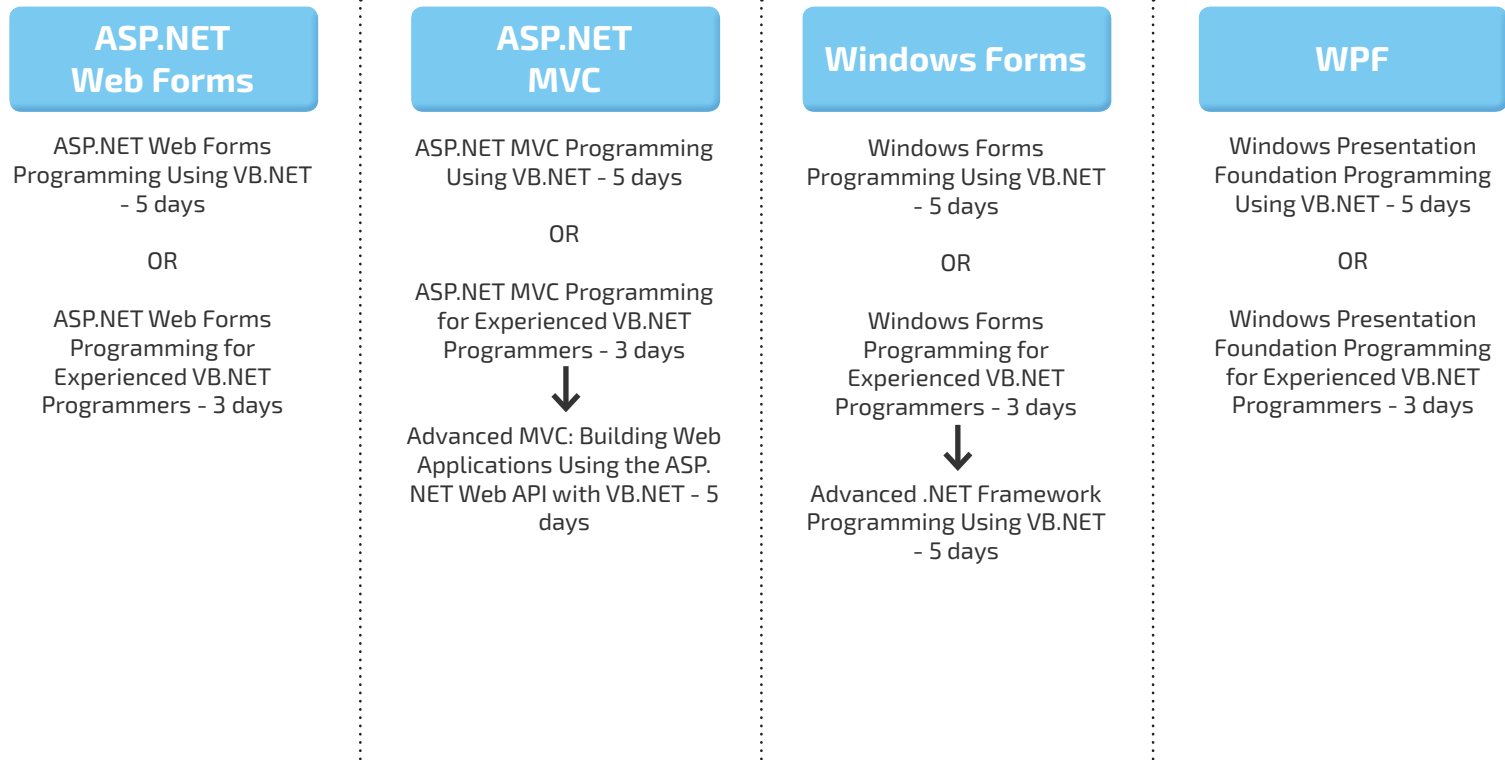 ASP.NET
Web Forms
ASP.NET Web Forms
Programming Using VB.NET
- 5 days
OR
ASP.NET Web Forms
Programming for
Experienced VB.NET
Programmers - 3 days
ASP.NET
MVC
ASP.NET MVC Programming
Using VB.NET - 5 days
OR
ASP.NET MVC Programming
for Experienced VB.NET
Programmers - 3 days
Advanced MVC: Building Web
Applications Using the ASP.
NET Web API with VB.NET - 5
days
Windows Forms
Windows Forms
Programming Using VB.NET
- 5 days
OR
Windows Forms
Programming for
Experienced VB.NET
Programmers - 3 days
Advanced .NET Framework
Programming Using VB.NET
- 5 days
WPF
Windows Presentation
Foundation Programming
Using VB.NET - 5 days
OR
Windows Presentation
Foundation Programming
for Experienced VB.NET
Programmers - 3 days